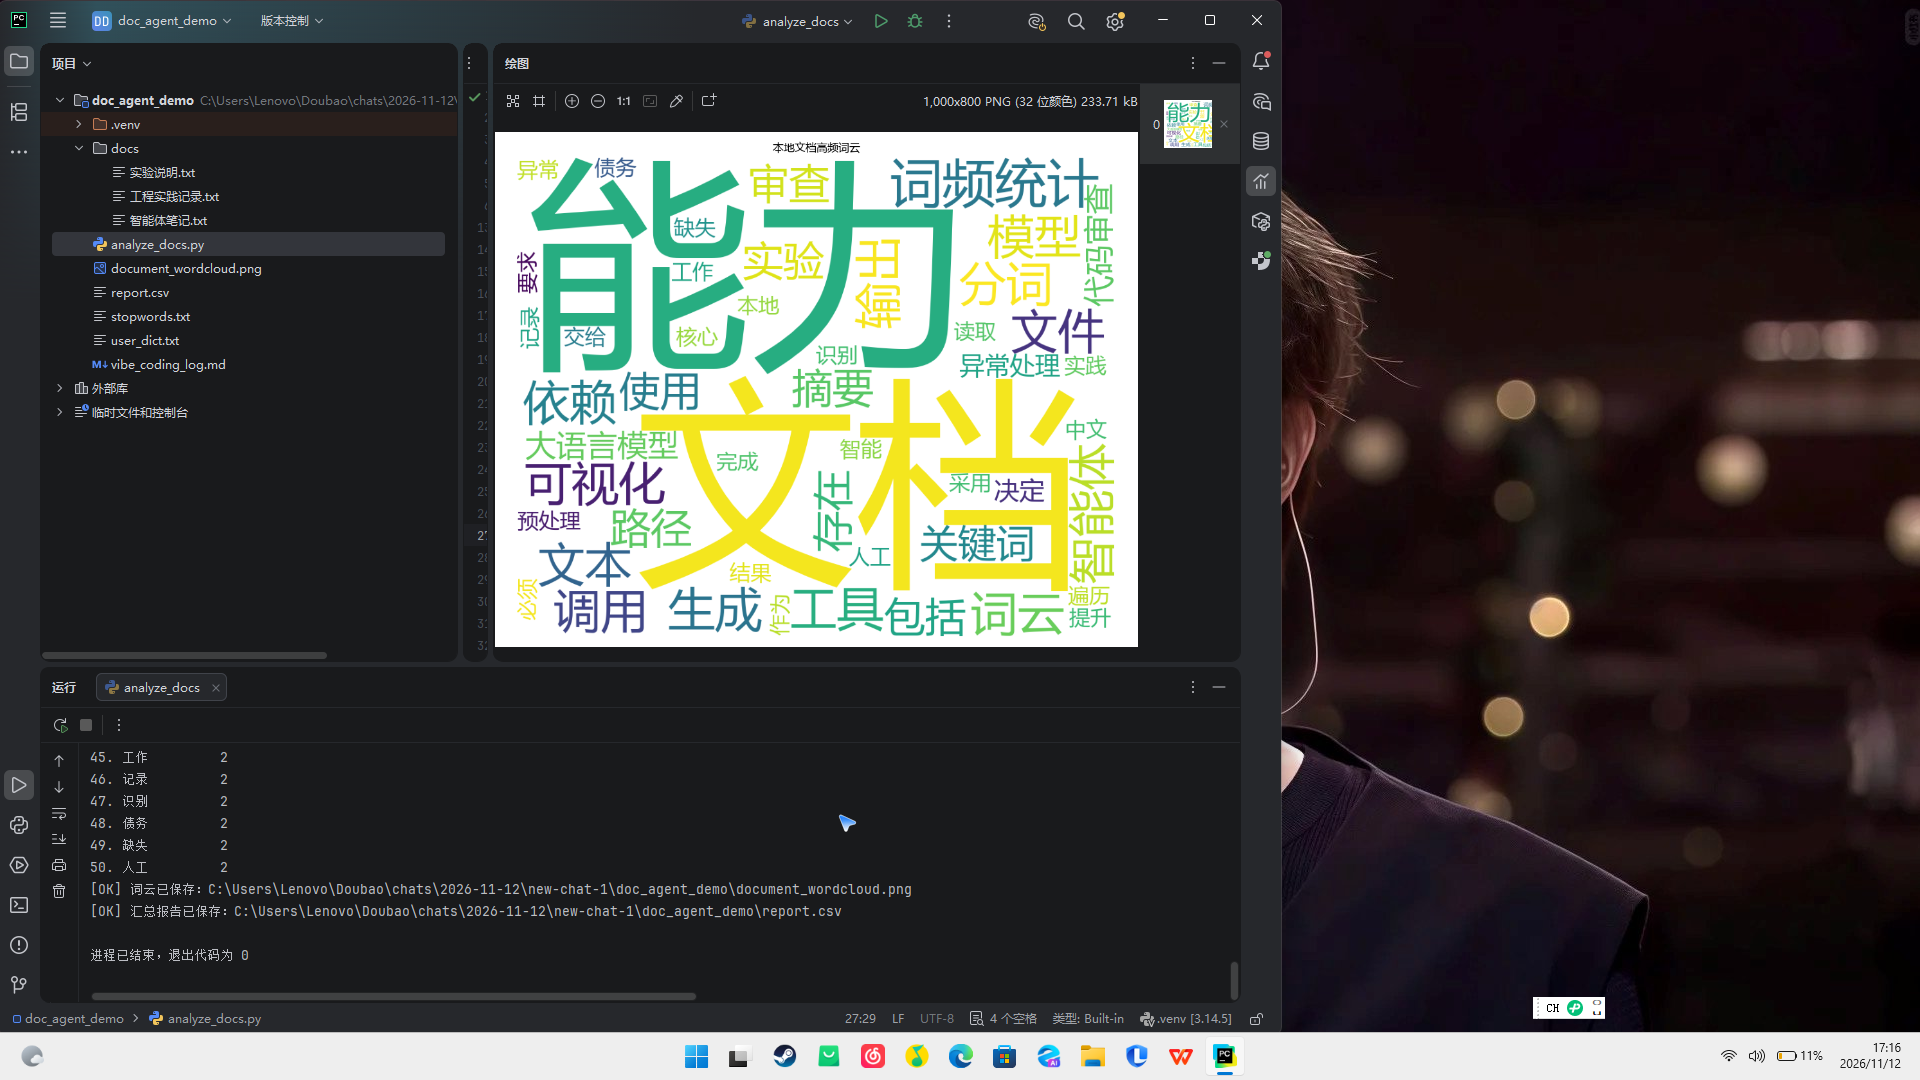 PC
DD doc_agent_demo 版本控制
analyze_docs
项目
doc_agent_demo C:\Users\Lenovo\Doubao\chats\2026-11-12\
.venv
docs
实验说明.txt
工程实践记录.txt
智能体笔记.txt
analyze_docs.py
document_wordcloud.png
report.csv
stopwords.txt
user_dict.txt
M↓ vibe_coding_log.md
外部库
临时文件和控制台
绘图
1:1
1,000x800 PNG (32 位颜色) 233.71 kB
0
本地文档高频词云
异常
债务
审查
词频统计
能力
缺失
模型
代码审查
要求
工作
实验
输出
分词
本地
记录
交给
核心
读取
文件
识别
异常处理
实践
依赖
使用
摘要
文档
大语言模型
中文
智能
完成
可视化
存在
采用
决定
智能体
预处理
路径
关键词
文本
人工
结果
必须
调用
生成
作为
工具
包括
词云
遍历
提升
运行 analyze_docs
45. 工作 2
46. 记录 2
47. 识别 2
48. 债务 2
49. 缺失 2
50. 人工 2
[OK] 词云已保存: C:\Users\Lenovo\Doubao\chats\2026-11-12\new-chat-1\doc_agent_demo\document_wordcloud.png
[OK] 汇总报告已保存: C:\Users\Lenovo\Doubao\chats\2026-11-12\new-chat-1\doc_agent_demo\report.csv
进程已结束,退出代码为 0
doc_agent_demo > analyze_docs.py
27:29 LF UTF-8 4 个空格 类型: Built-in .venv [3.14.5]
CH
11%
17:16
2026/11/12